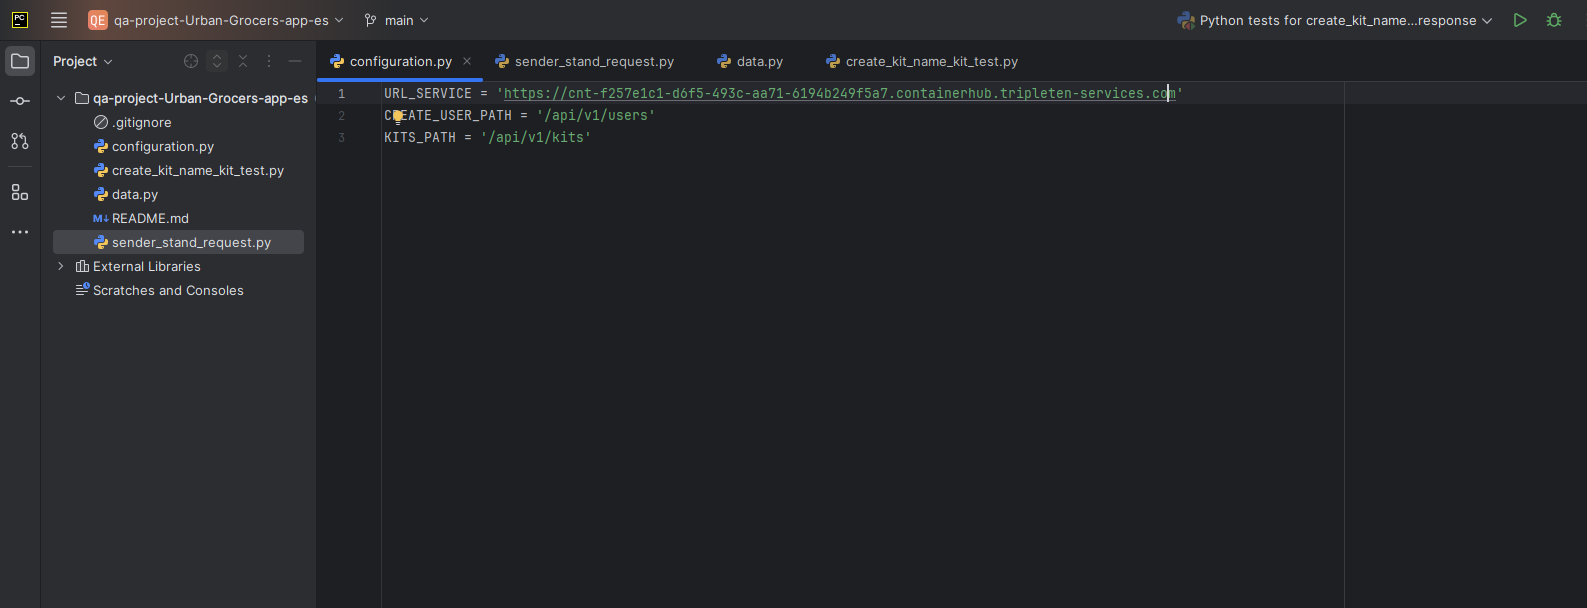 PC
QE qa-project-Urban-Grocers-app-es main Python tests for create_kit_name...response
Project
configuration.py sender_stand_request.py data.py create_kit_name_kit_test.py
qa-project-Urban-Grocers-app-es
.gitignore
configuration.py
create_kit_name_kit_test.py
data.py
M↓ README.md
sender_stand_request.py
External Libraries
Scratches and Consoles
1 URL_SERVICE = 'https://cnt-f257e1c1-d6f5-493c-aa71-6194b249f5a7.containerhub.tripleten-services.com'
2 CREATE_USER_PATH = '/api/v1/users'
3 KITS_PATH = '/api/v1/kits'